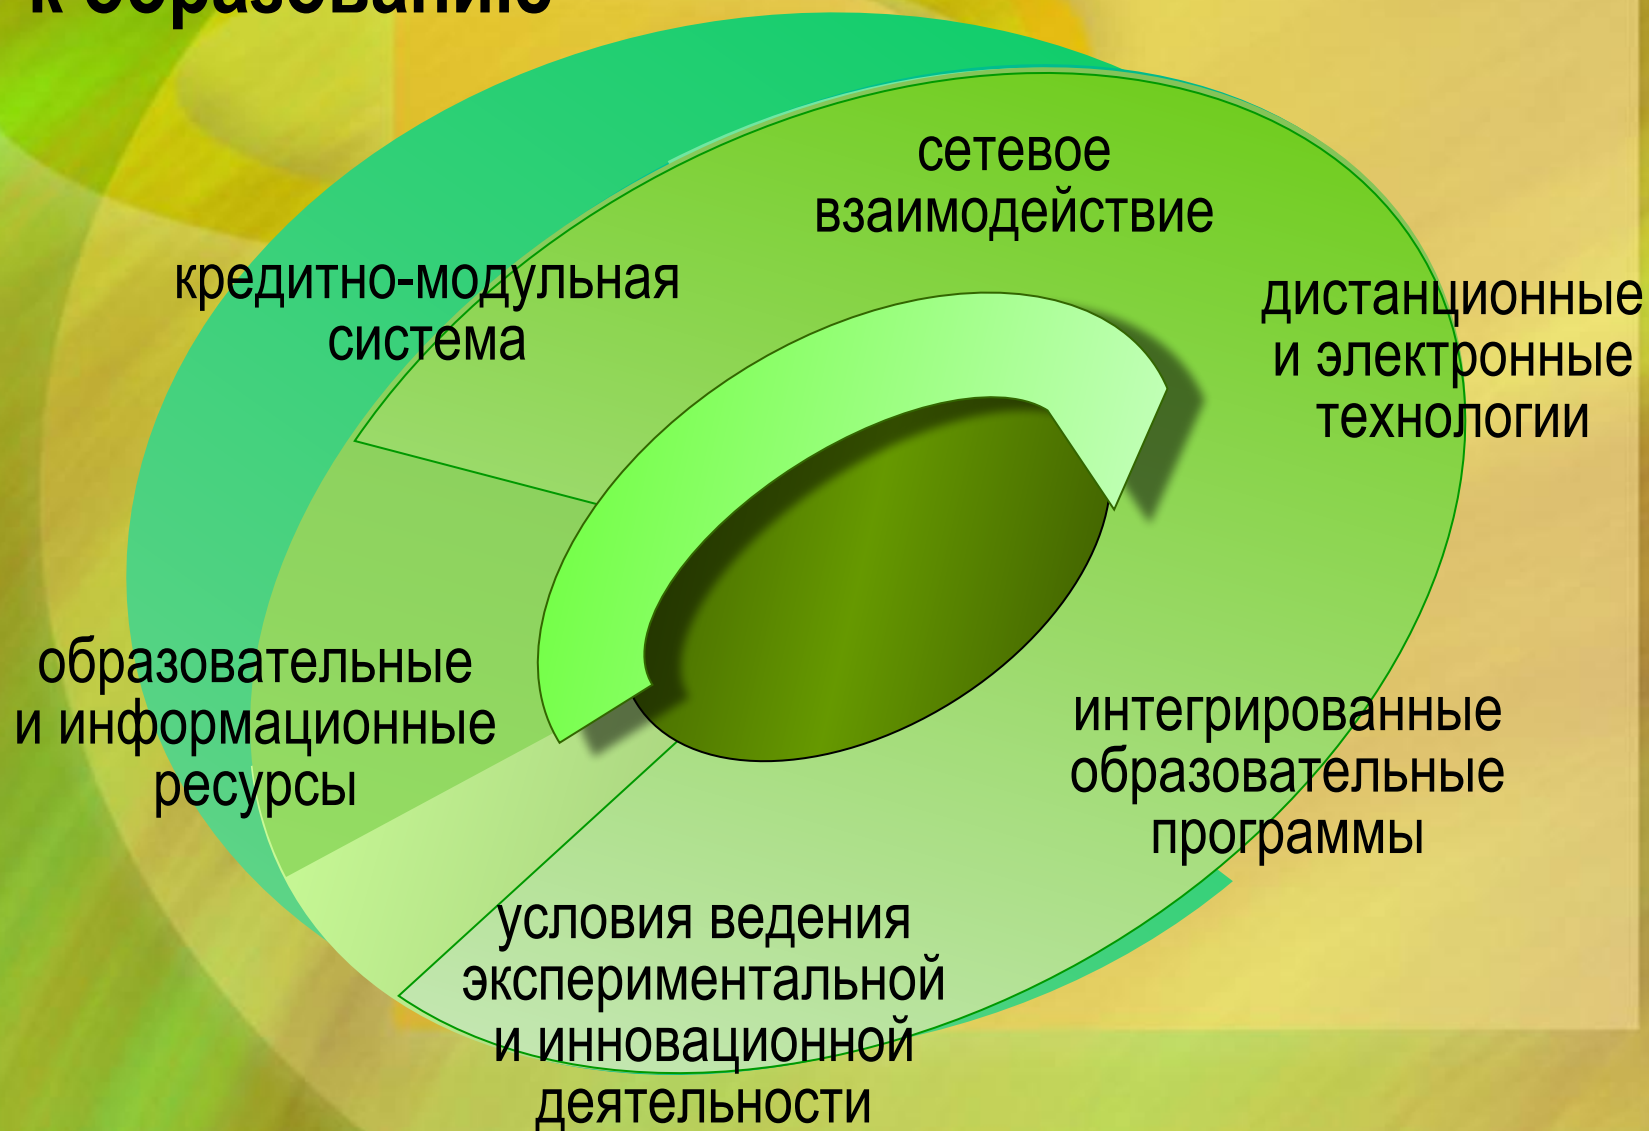 к образованию
сетевое
взаимодействие
кредитно-модульная
система
дистанционные
и электронные
технологии
образовательные
и информационные
ресурсы
интегрированные
образовательные
программы
условия ведения
экспериментальной
и инновационной
деятельности